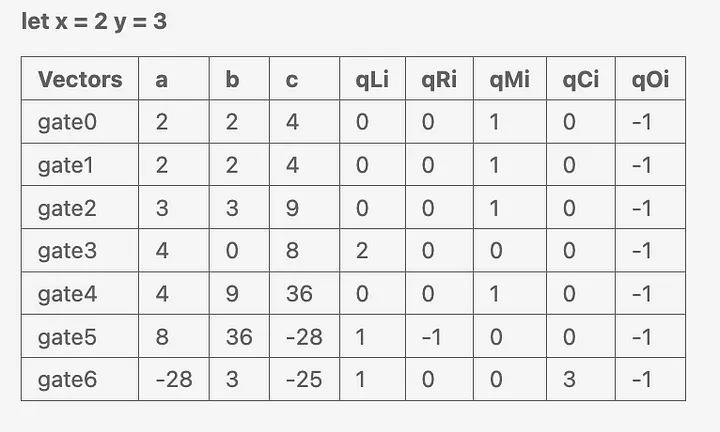 let x = 2 y = 3
Vectors a b c qLi qRi qMi qCi qOi
gate0 2 2 4 0 0 1 0 -1
gate1 2 2 4 0 0 1 0 -1
gate2 3 3 9 0 0 1 0 -1
gate3 4 0 8 2 0 0 0 -1
gate4 4 9 36 0 0 1 0 -1
gate5 8 36 -28 1 -1 0 0 -1
gate6 -28 3 -25 1 0 0 3 -1